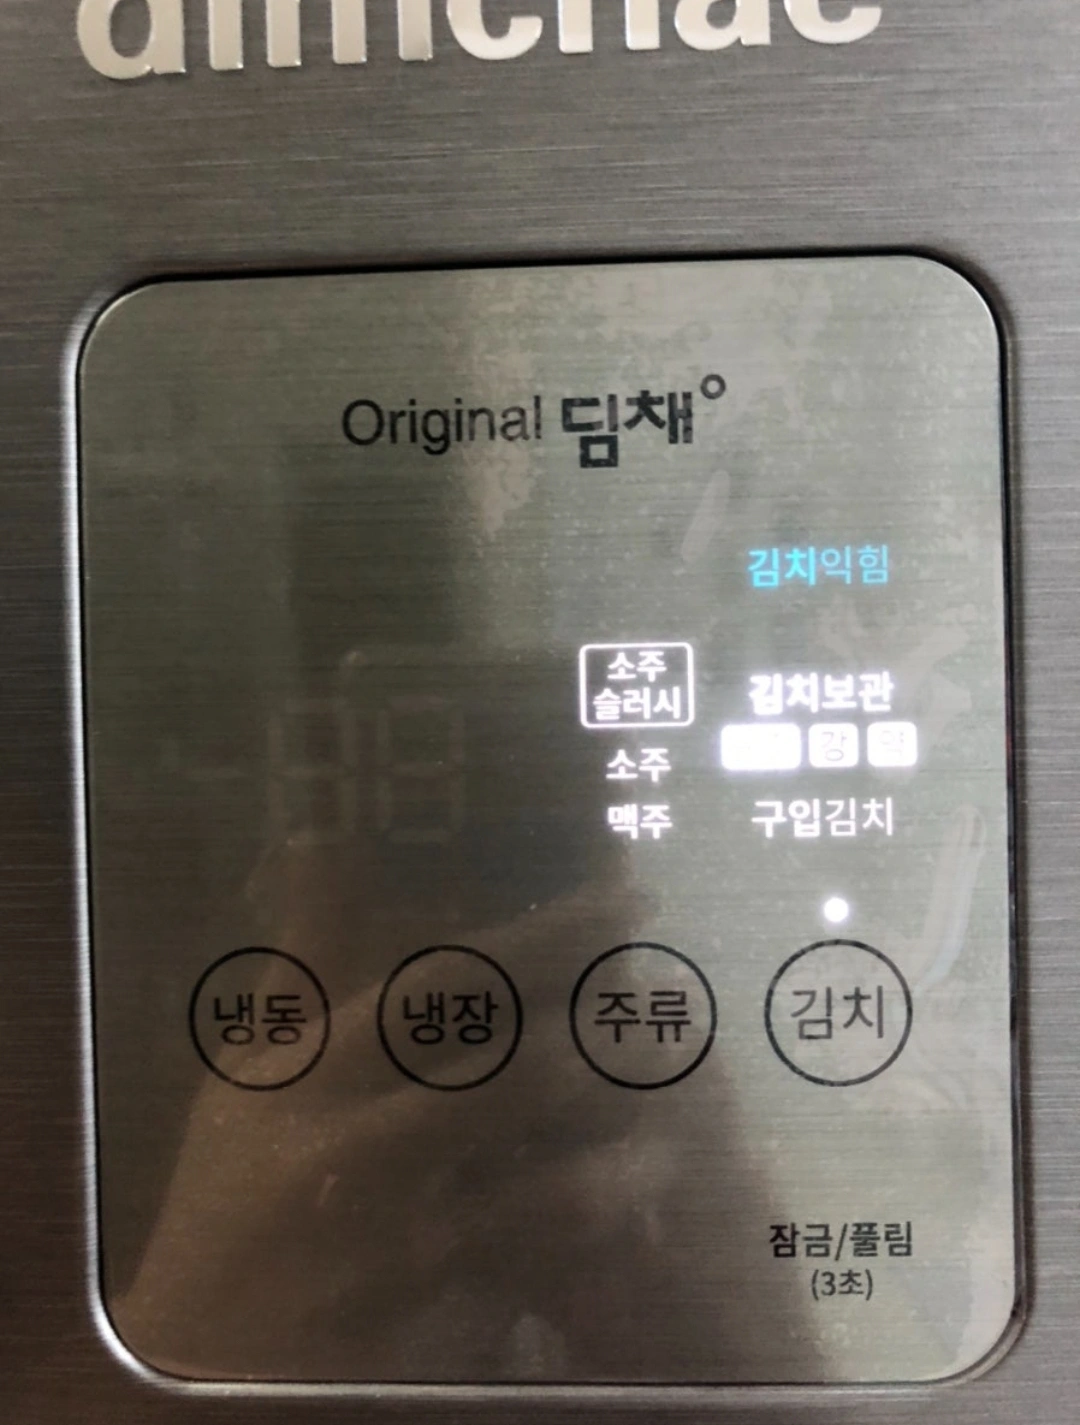 dimchae
Original 딤채°
김치익힘
소주
슬러시
김치보관
강 약
소주
맥주
구입김치
냉동
냉장
주류
김치
잠금/풀림
(3초)